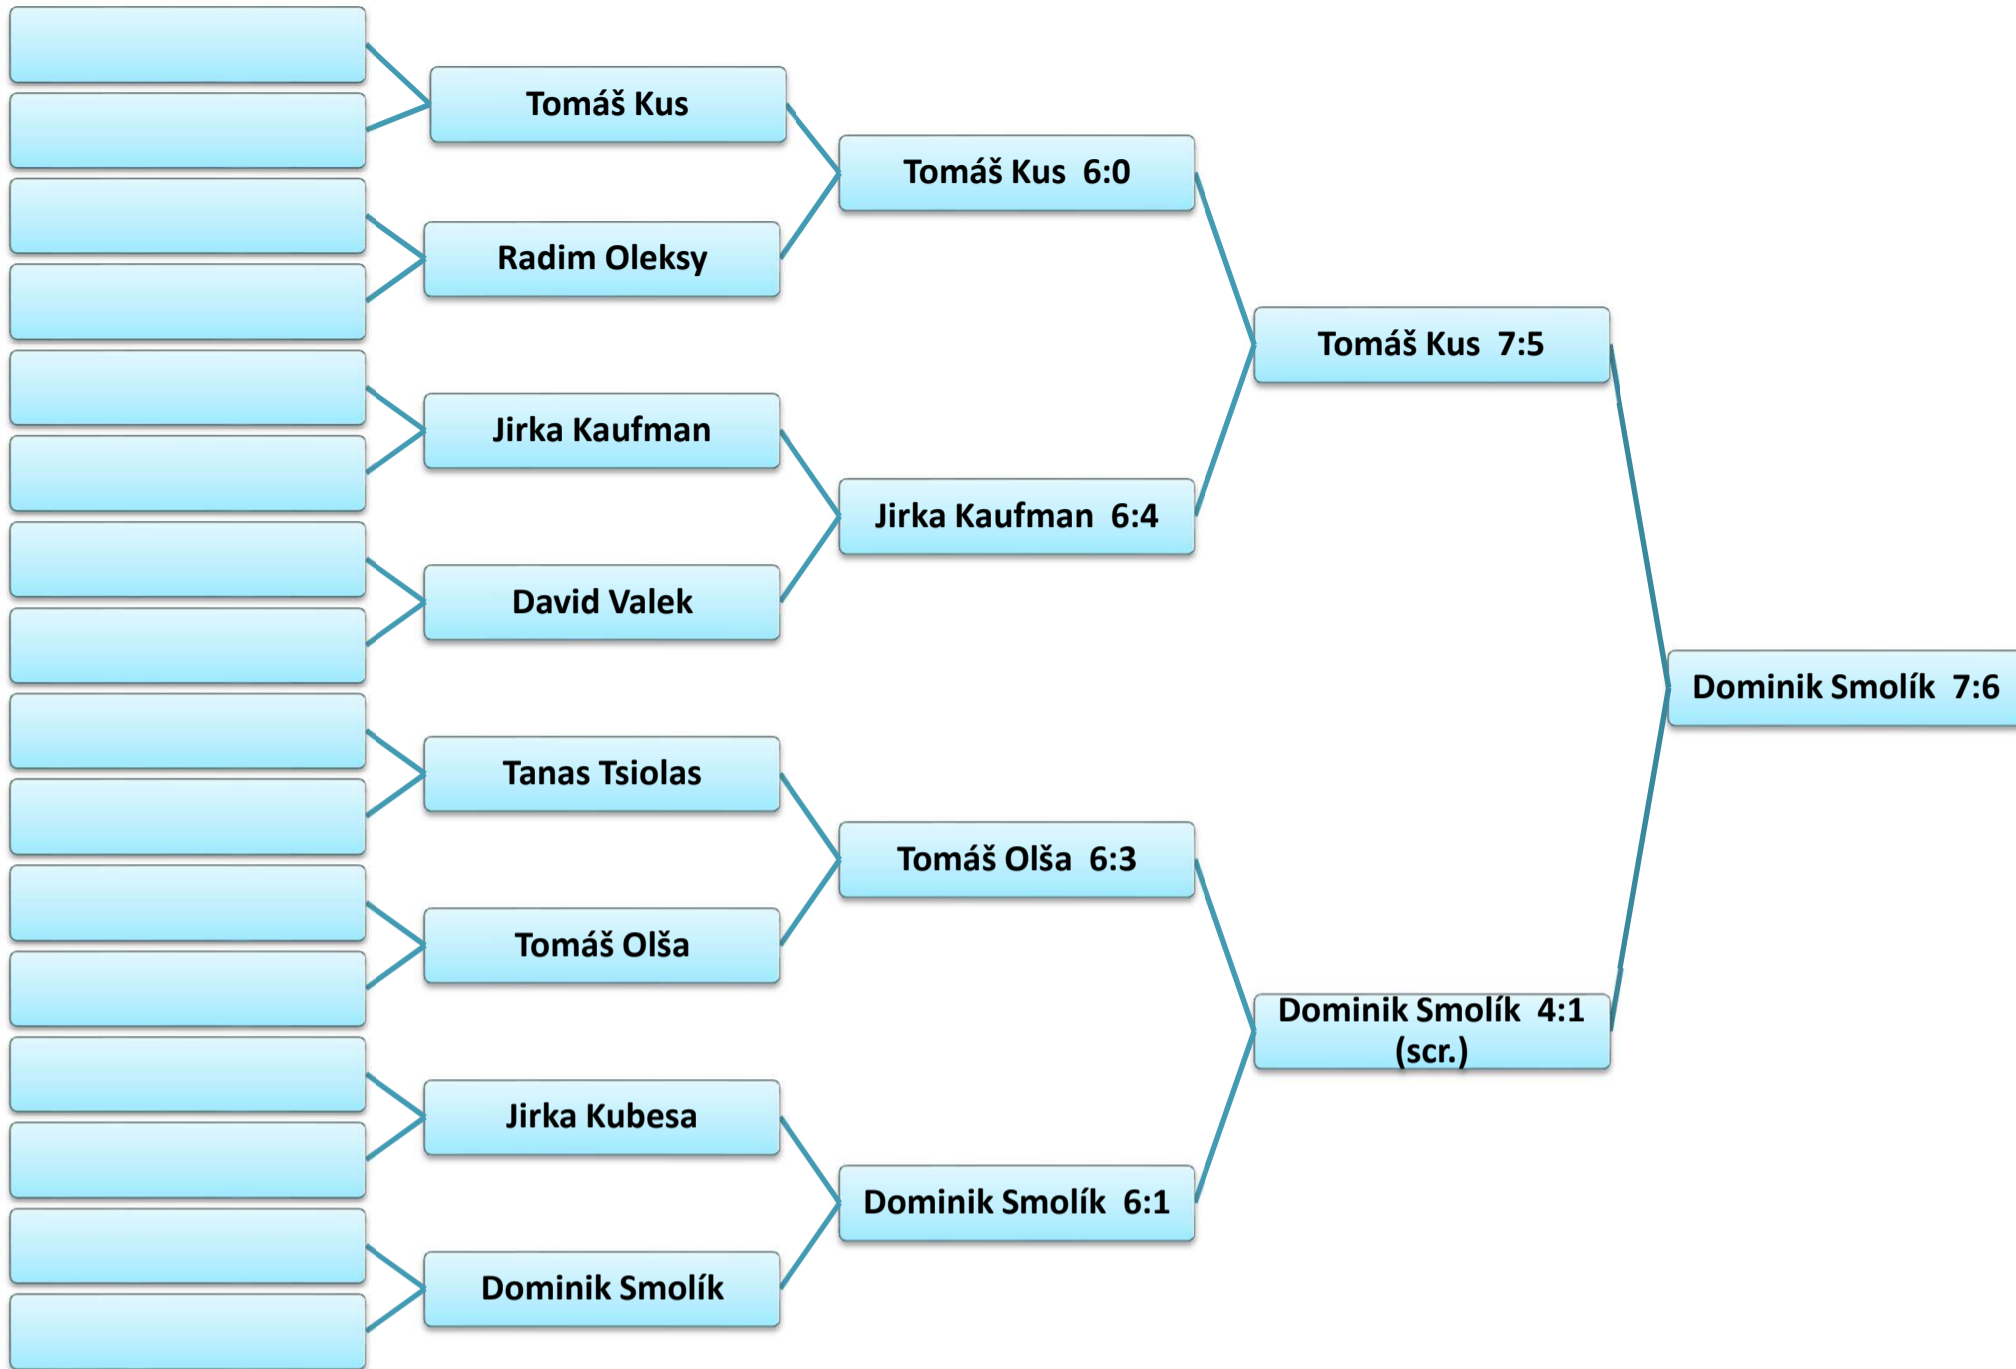 Tomáš Kus
Radim Oleksy
Jirka Kaufman
David Valek
Tanas Tsiolas
Tomáš Olša
Jirka Kubesa
Dominik Smolík
Tomáš Kus  6:0
Jirka Kaufman  6:4
Tomáš Olša  6:3
Dominik Smolík  6:1
Tomáš Kus  7:5
Dominik Smolík  4:1
(scr.)
Dominik Smolík  7:6